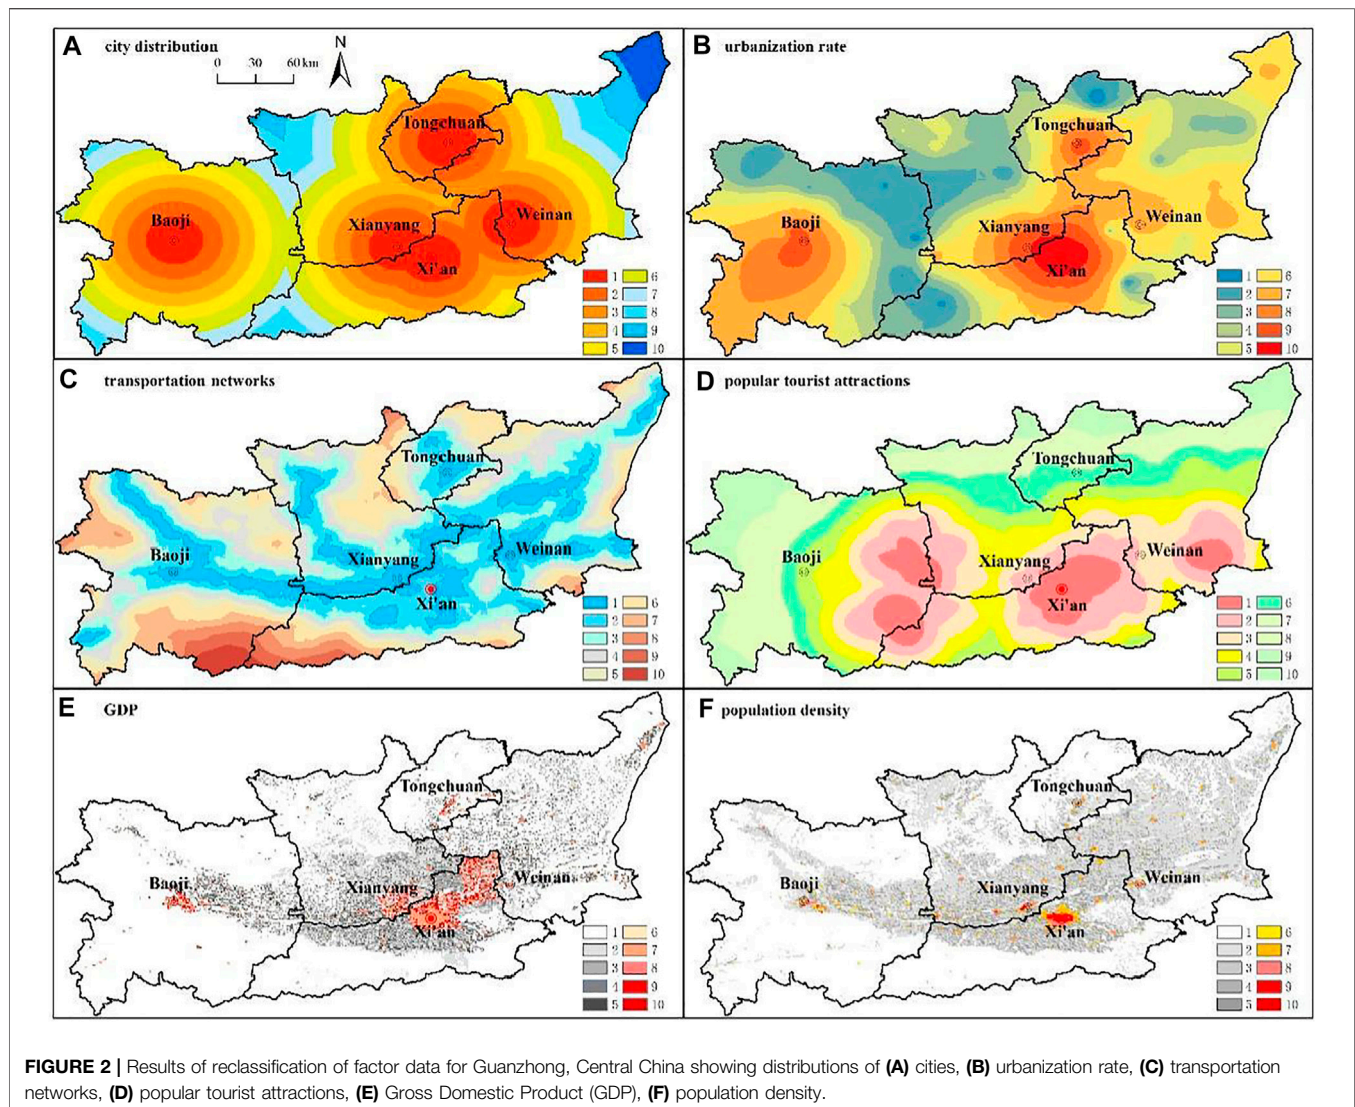 A city distribution
N
0 30 60 km
Tongchuan
Baoji
Xianyang
Weinan
Xi'an
1 6
2 7
3 8
4 9
5 10
B urbanization rate
Tongchuan
Baoji
Xianyang
Weinan
Xi'an
1 6
2 7
3 8
4 9
5 10
C transportation networks
Tongchuan
Baoji
Xianyang
Weinan
Xi'an
1 6
2 7
3 8
4 9
5 10
D popular tourist attractions
Tongchuan
Baoji
Xianyang
Weinan
Xi'an
1 6
2 7
3 8
4 9
5 10
E GDP
Tongchuan
Baoji
Xianyang
Weinan
Xi'an
1 6
2 7
3 8
4 9
5 10
F population density
Tongchuan
Baoji
Xianyang
Weinan
Xi'an
1 6
2 7
3 8
4 9
5 10
FIGURE 2 | Results of reclassification of factor data for Guanzhong, Central China showing distributions of (A) cities, (B) urbanization rate, (C) transportation
networks, (D) popular tourist attractions, (E) Gross Domestic Product (GDP), (F) population density.